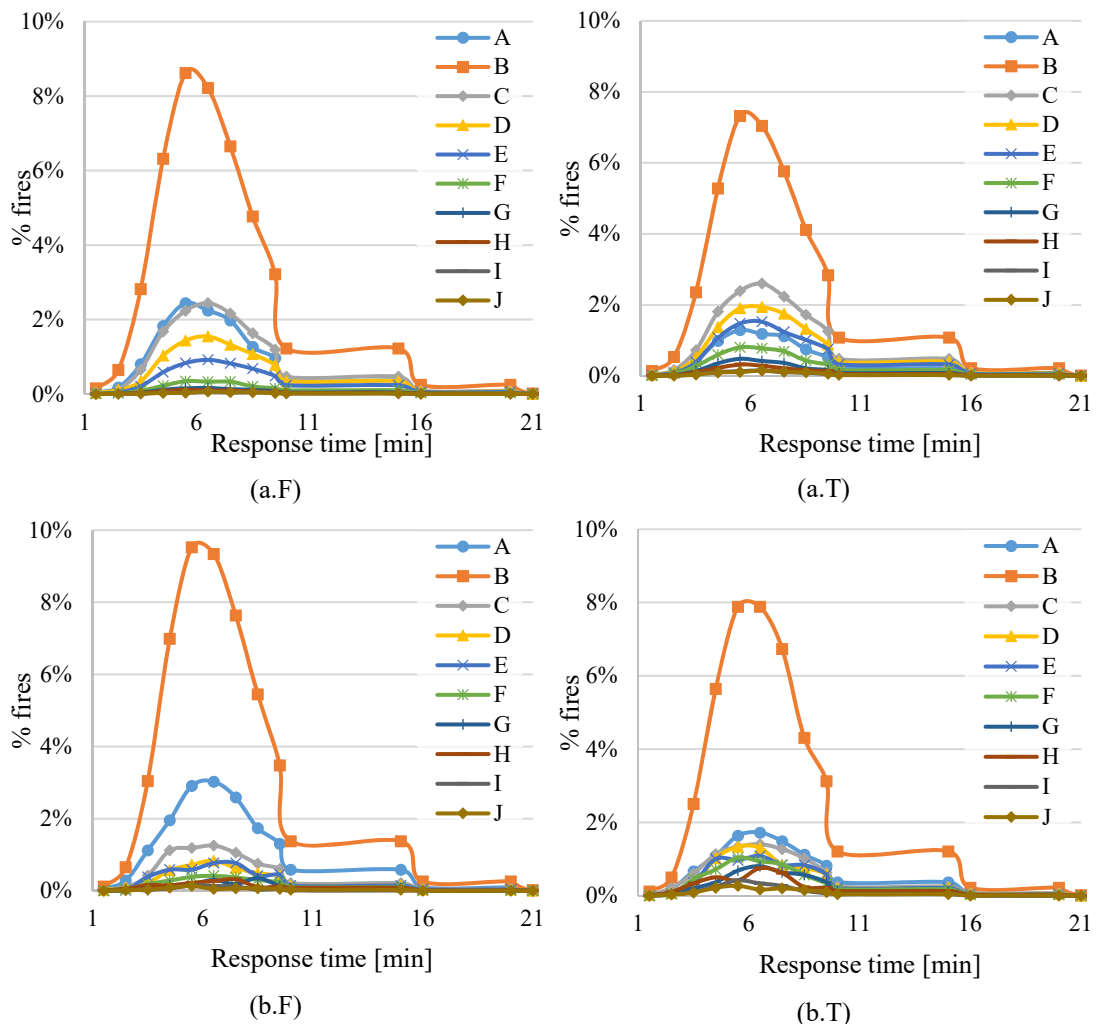 10%
8%
6%
4%
2%
0%
% fires
1
6
11
16
21
Response time [min]
A
B
C
D
E
F
G
H
I
J
(a.F)
10%
8%
6%
4%
2%
0%
% fires
1
6
11
16
21
Response time [min]
A
B
C
D
E
F
G
H
I
J
(a.T)
10%
8%
6%
4%
2%
0%
% fires
1
6
11
16
21
Response time [min]
A
B
C
D
E
F
G
H
I
J
(b.F)
10%
8%
6%
4%
2%
0%
% fires
1
6
11
16
21
Response time [min]
A
B
C
D
E
F
G
H
I
J
(b.T)